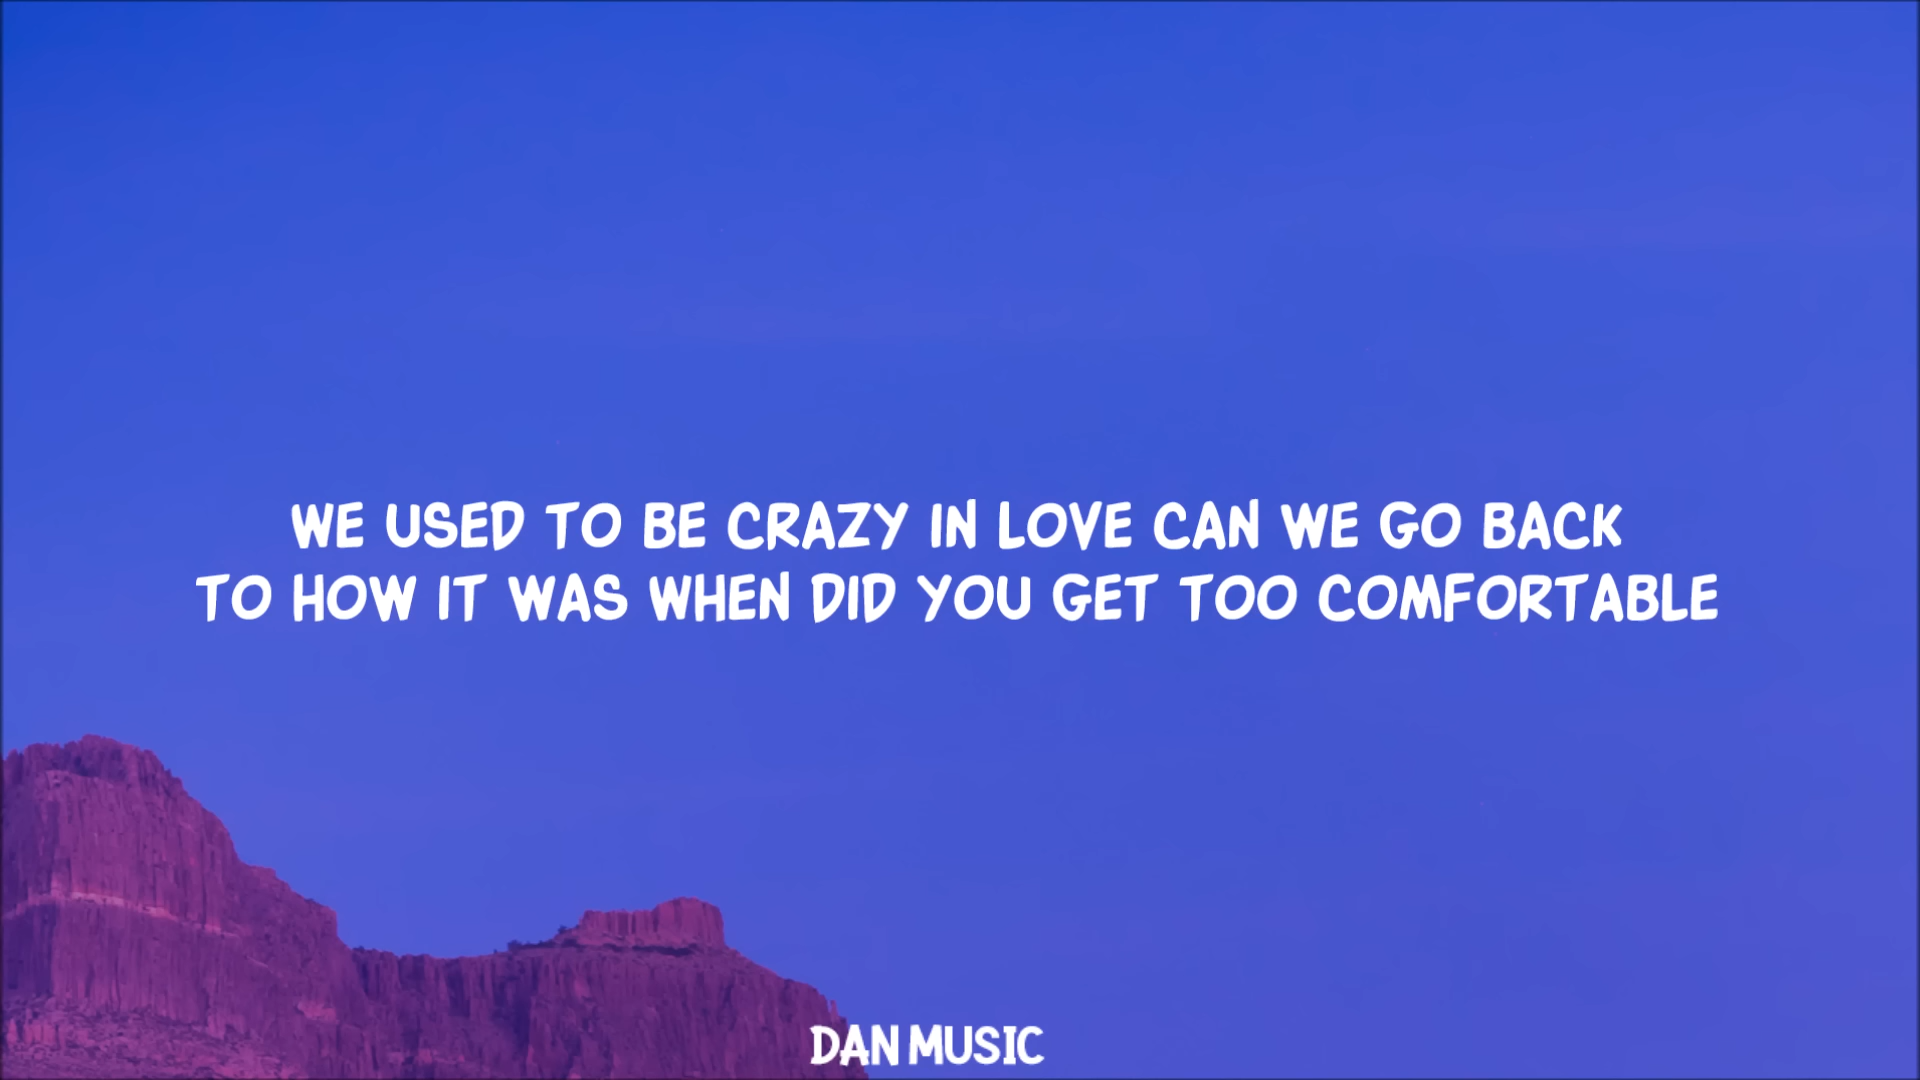 WE USED TO BE CRAZY IN LOVE CAN WE GO BACK
TO HOW IT WAS WHEN DID YOU GET TOO COMFORTABLE
DAN MUSIC